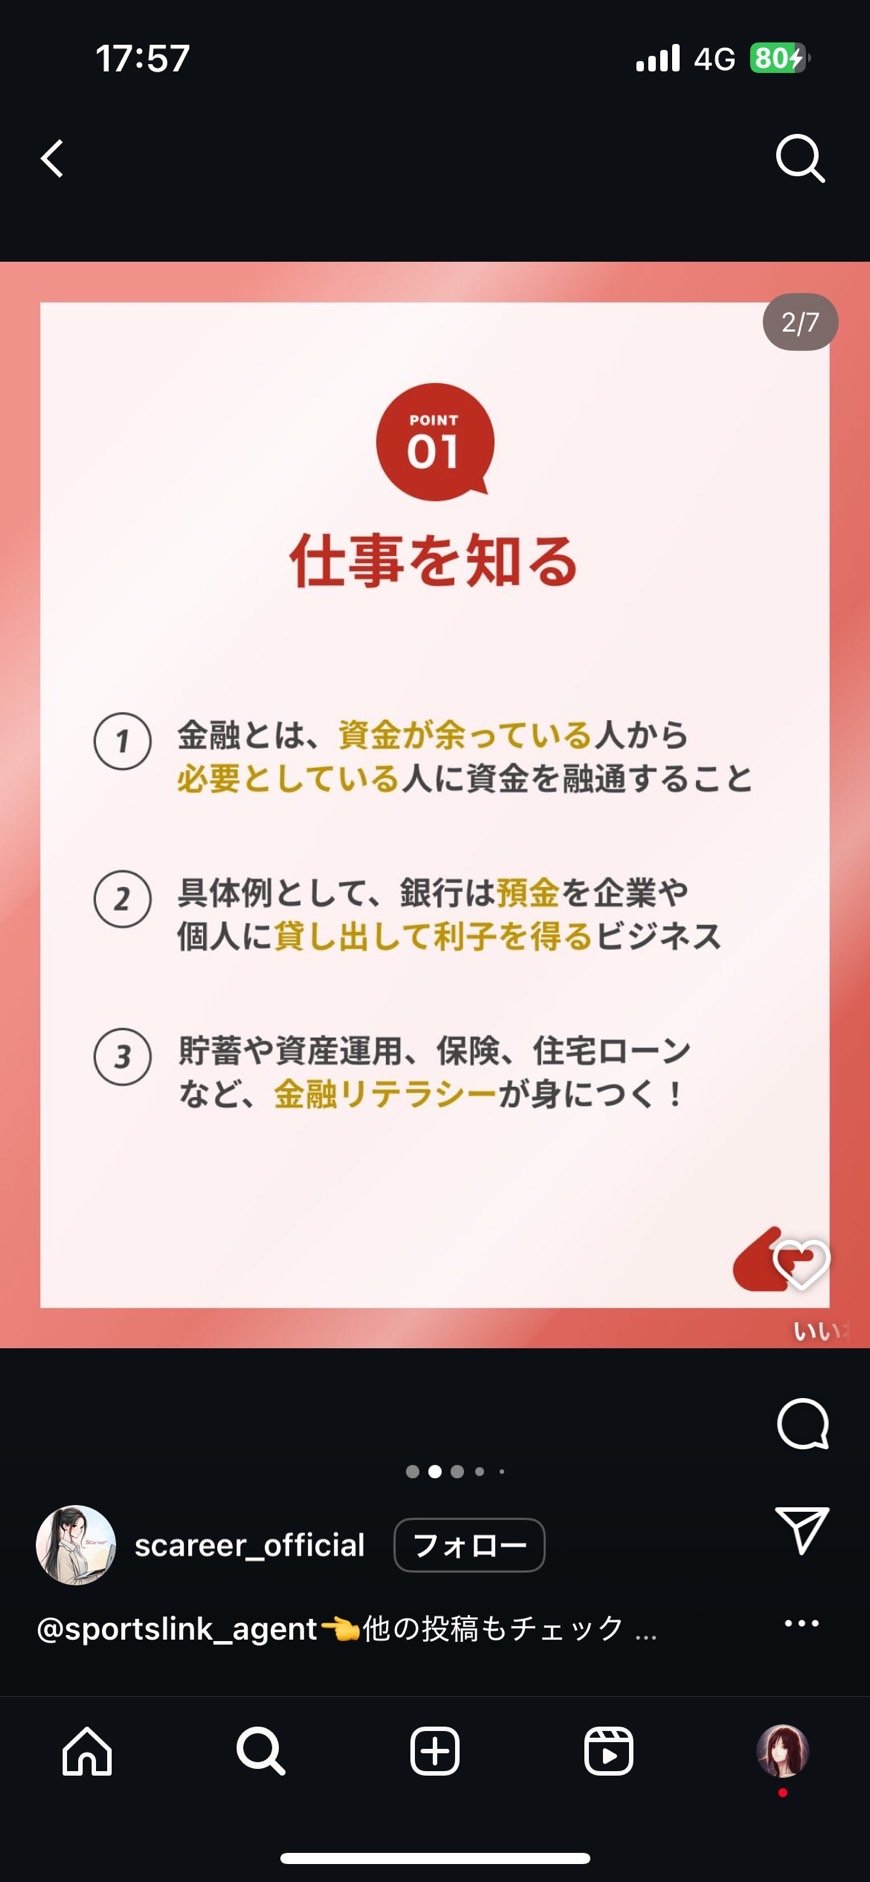 17:57
4G
80
2/7
POINT
01
仕事を知る
1
金融とは、資金が余っている人から
必要としている人に資金を融通すること
2
具体例として、銀行は預金を企業や
個人に貸し出して利子を得るビジネス
3
貯蓄や資産運用、保険、住宅ローン
など、金融リテラシーが身につく！
いい
scareer_official
フォロー
@sportslink_agent👈他の投稿もチェック ...